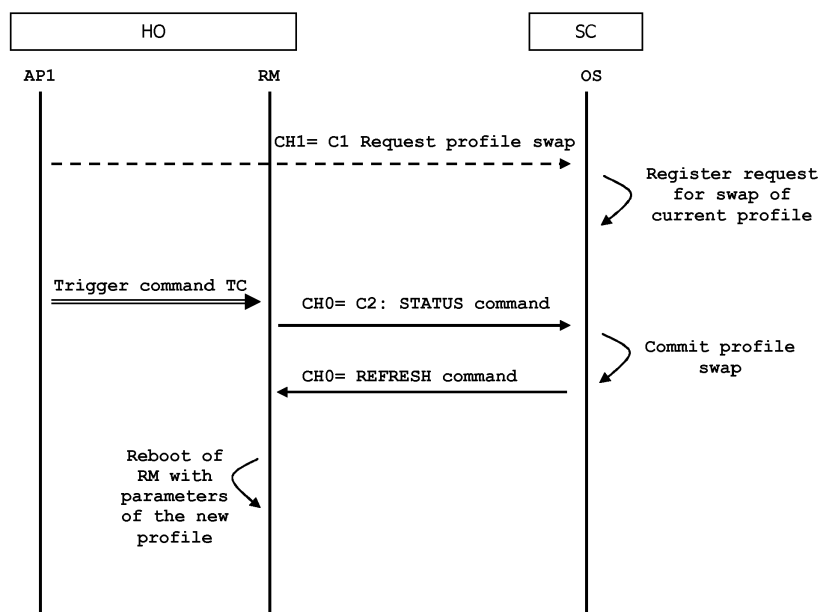 HO
SC
AP1
RM
OS
CH1= C1 Request profile swap
Register request
for swap of
current profile
Trigger command TC
CH0= C2: STATUS command
Commit profile
swap
CH0= REFRESH command
Reboot of
RM with
parameters
of the new
profile